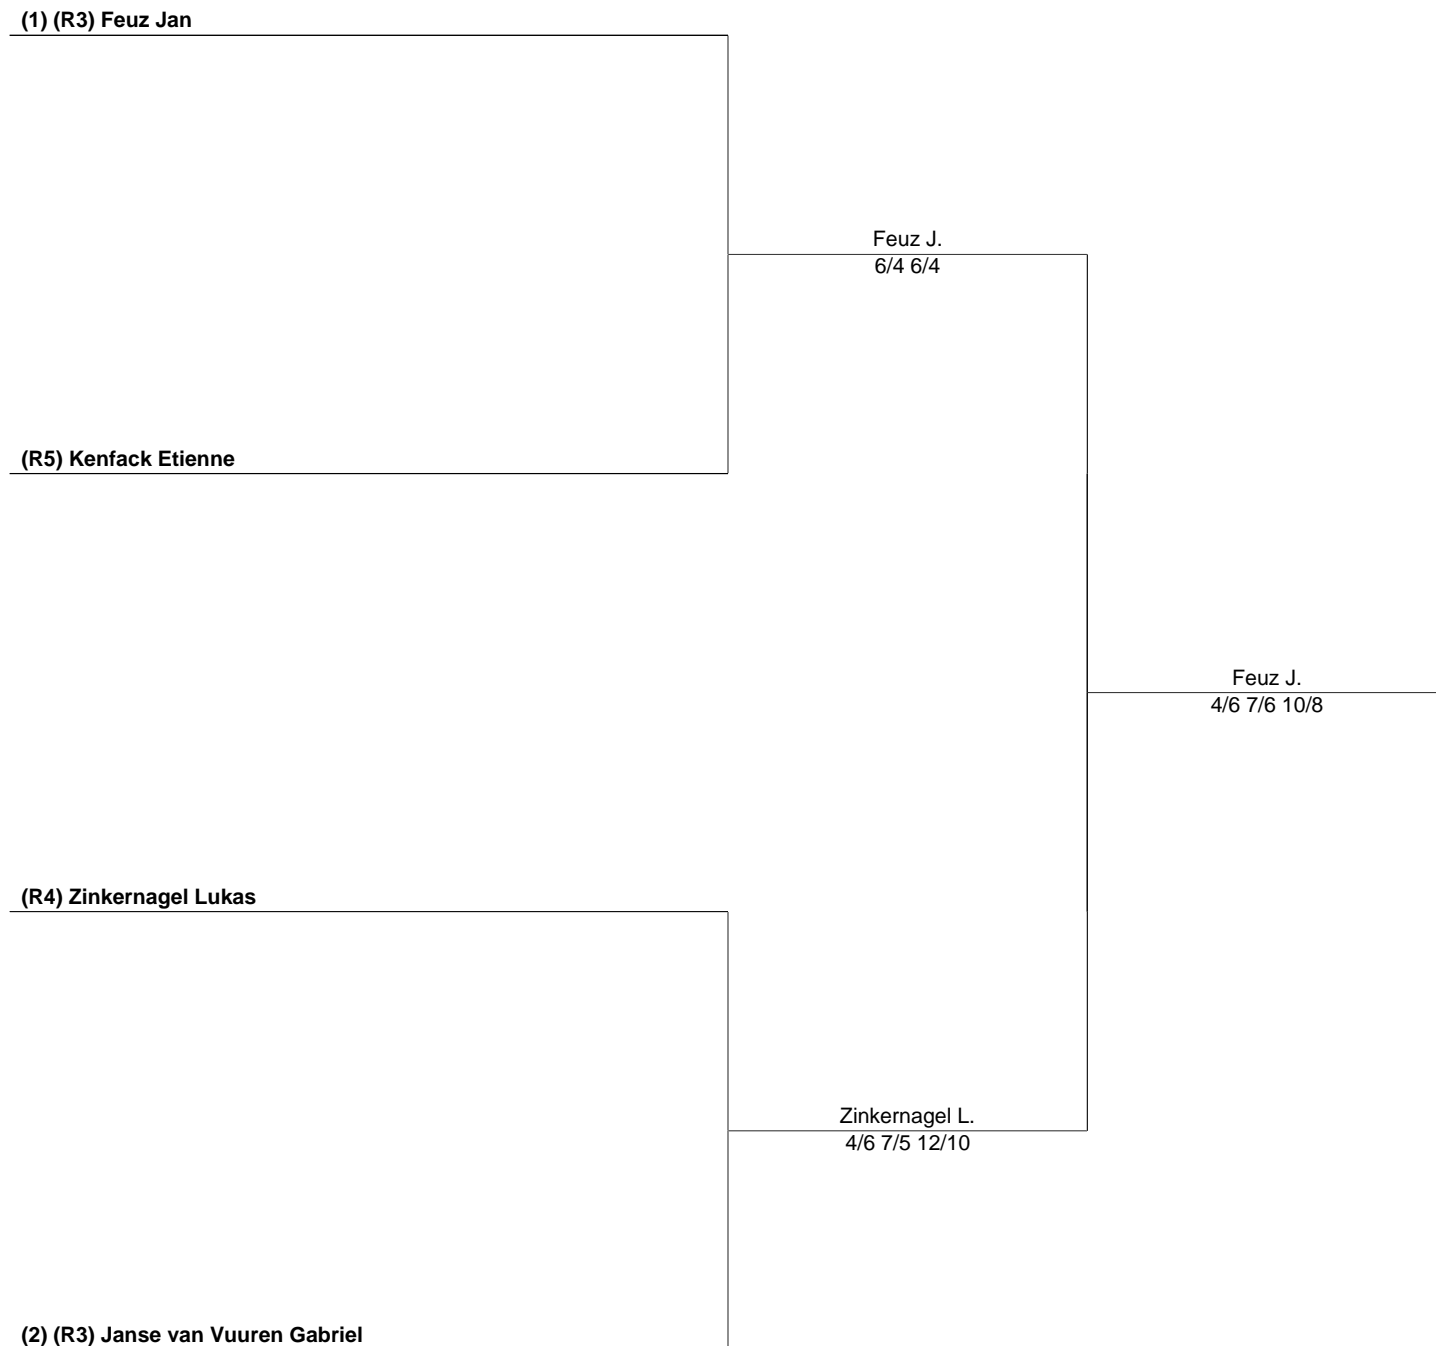 (1) (R3) Feuz Jan
Feuz J.
6/4 6/4
(R5) Kenfack Etienne
Feuz J.
4/6 7/6 10/8
(R4) Zinkernagel Lukas
Zinkernagel L.
4/6 7/5 12/10
(2) (R3) Janse van Vuuren Gabriel